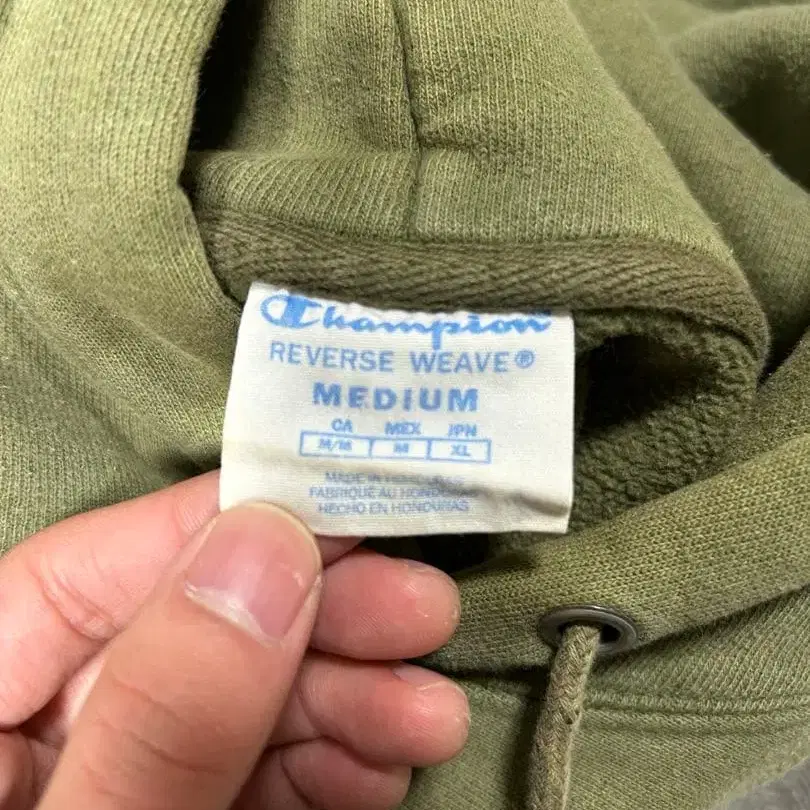 Champion
REVERSE WEAVE®
MEDIUM
CA MEX JPN
M/M M XL
MADE IN HONDURAS
FABRIQUÉ AU HONDURAS
HECHO EN HONDURAS